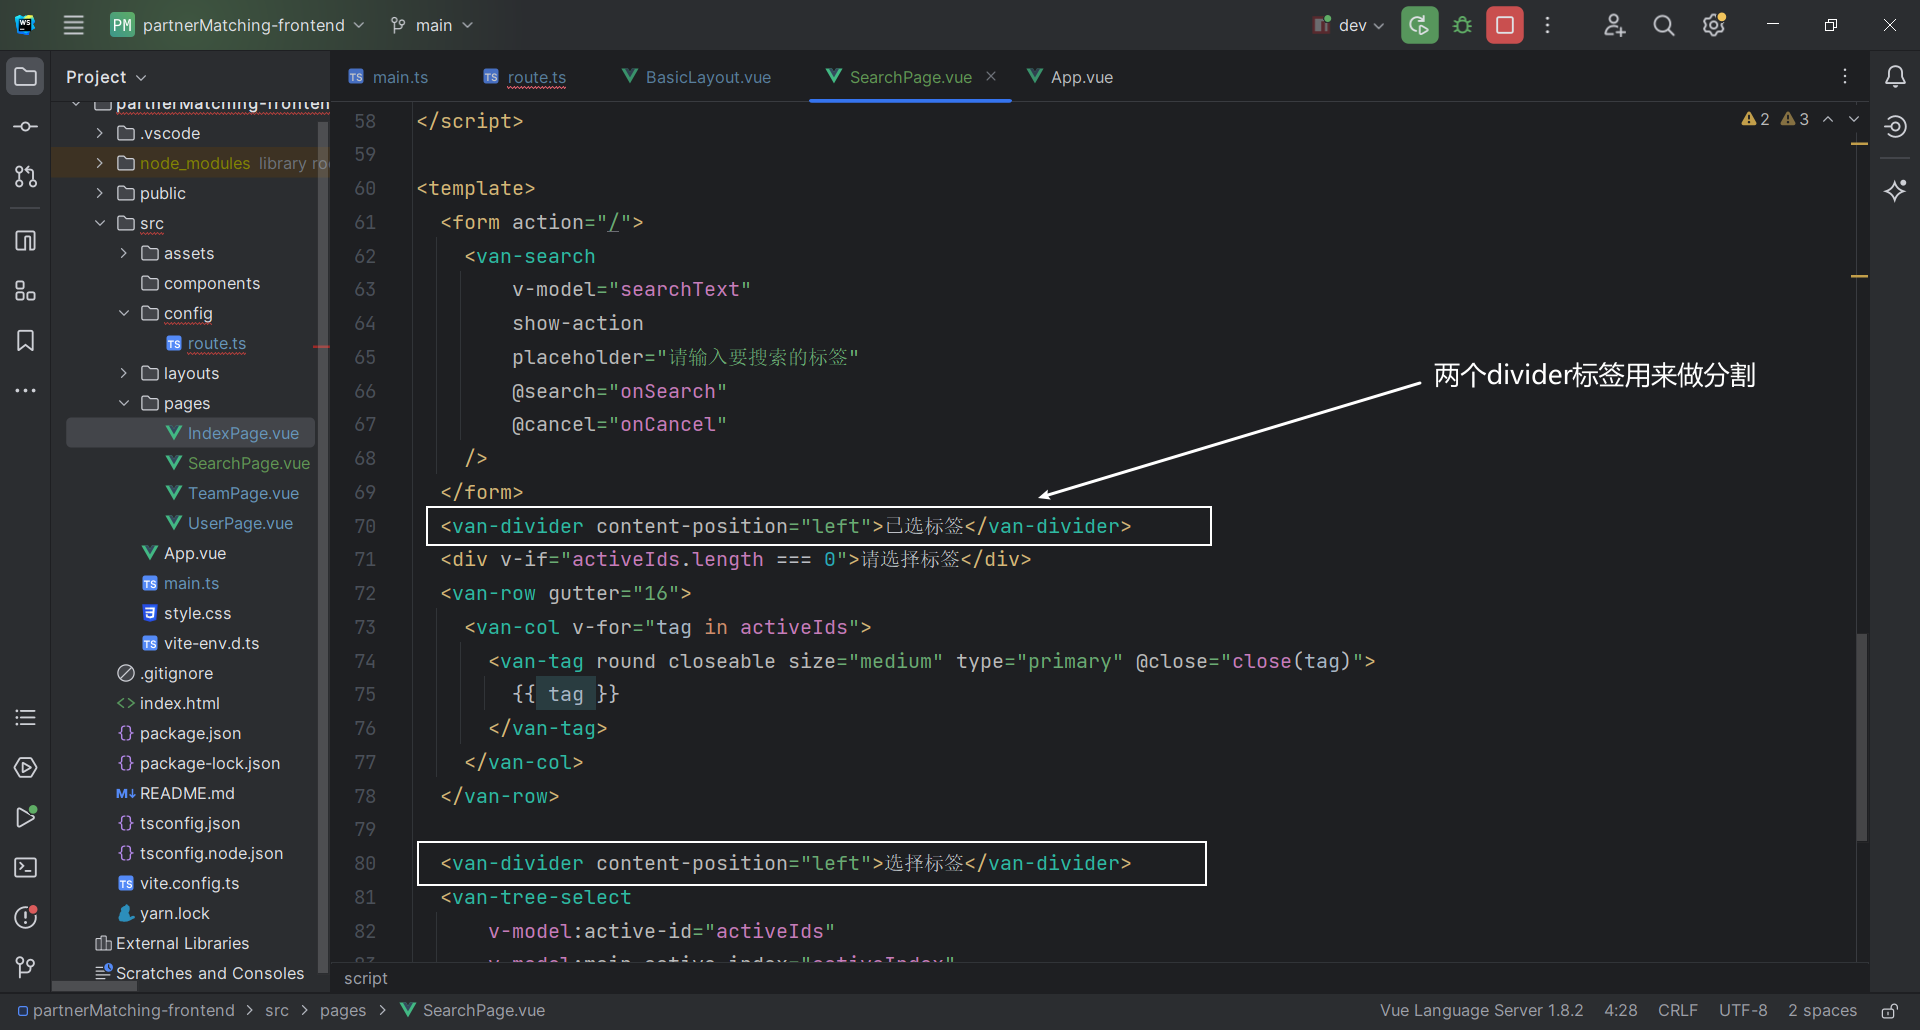 WS
PM partnerMatching-frontend main dev
Project
main.ts route.ts BasicLayout.vue SearchPage.vue App.vue
partnerMatching-fronten
.vscode
node_modules library ro
public
src
assets
components
config
TS route.ts
layouts
pages
IndexPage.vue
SearchPage.vue
TeamPage.vue
UserPage.vue
App.vue
TS main.ts
style.css
TS vite-env.d.ts
.gitignore
<> index.html
{} package.json
{} package-lock.json
M↓ README.md
{} tsconfig.json
{} tsconfig.node.json
TS vite.config.ts
yarn.lock
External Libraries
Scratches and Consoles
2 3
58 </script>
59
60 <template>
61 <form action="/">
62 <van-search
63 v-model="searchText"
64 show-action
65 placeholder="请输入要搜索的标签"
66 @search="onSearch"
67 @cancel="onCancel"
68 />
69 </form>
70 <van-divider content-position="left">已选标签</van-divider>
71 <div v-if="activeIds.length === 0">请选择标签</div>
72 <van-row gutter="16">
73 <van-col v-for="tag in activeIds">
74 <van-tag round closeable size="medium" type="primary" @close="close(tag)">
75 {{ tag }}
76 </van-tag>
77 </van-col>
78 </van-row>
79
80 <van-divider content-position="left">选择标签</van-divider>
81 <van-tree-select
82 v-model:active-id="activeIds"
83 v-model:main-active-index="activeIndex"
两个divider标签用来做分割
script
partnerMatching-frontend > src > pages > SearchPage.vue
Vue Language Server 1.8.2 4:28 CRLF UTF-8 2 spaces